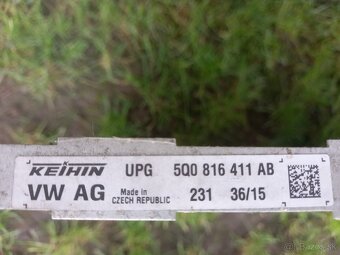 KEIHIN UPG 5Q0 816 411 AB
VW AG Made in CZECH REPUBLIC 231 36/15